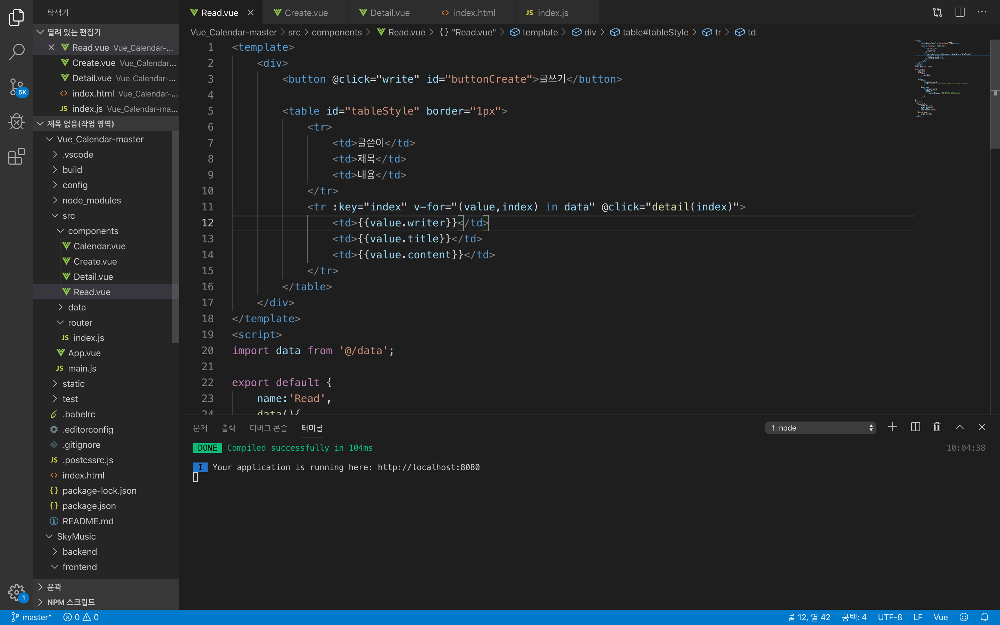 탐색기
열려 있는 편집기
Read.vue Vue_Calendar-...
Create.vue Vue_Calendar...
Detail.vue Vue_Calendar-...
index.html Vue_Calendar-...
JS index.js Vue_Calendar-ma...
5K
제목 없음(작업 영역)
Vue_Calendar-master
.vscode
build
config
node_modules
src
components
Calendar.vue
Create.vue
Detail.vue
Read.vue
data
router
JS index.js
App.vue
JS main.js
static
test
.babelrc
.editorconfig
.gitignore
JS .postcssrc.js
index.html
{} package-lock.json
{} package.json
README.md
SkyMusic
backend
frontend
윤곽
NPM 스크립트
1
Read.vue
Create.vue
Detail.vue
<> index.html
JS index.js
Vue_Calendar-master > src > components > Read.vue > {} "Read.vue" > template > div > table#tableStyle > tr > td
1 <template>
2 <div>
3 <button @click="write" id="buttonCreate">글쓰기</button>
4
5 <table id="tableStyle" border="1px">
6 <tr>
7 <td>글쓴이</td>
8 <td>제목</td>
9 <td>내용</td>
10 </tr>
11 <tr :key="index" v-for="(value,index) in data" @click="detail(index)">
12 <td>{{value.writer}}</td>
13 <td>{{value.title}}</td>
14 <td>{{value.content}}</td>
15 </tr>
16 </table>
17 </div>
18 </template>
19 <script>
20 import data from '@/data';
21
22 export default {
23 name:'Read',
24 data(){
문제 출력 디버그 콘솔 터미널
1: node
DONE Compiled successfully in 104ms 10:04:38
I Your application is running here: http://localhost:8080
master* 0 0
줄 12, 열 42 공백: 4 UTF-8 LF Vue